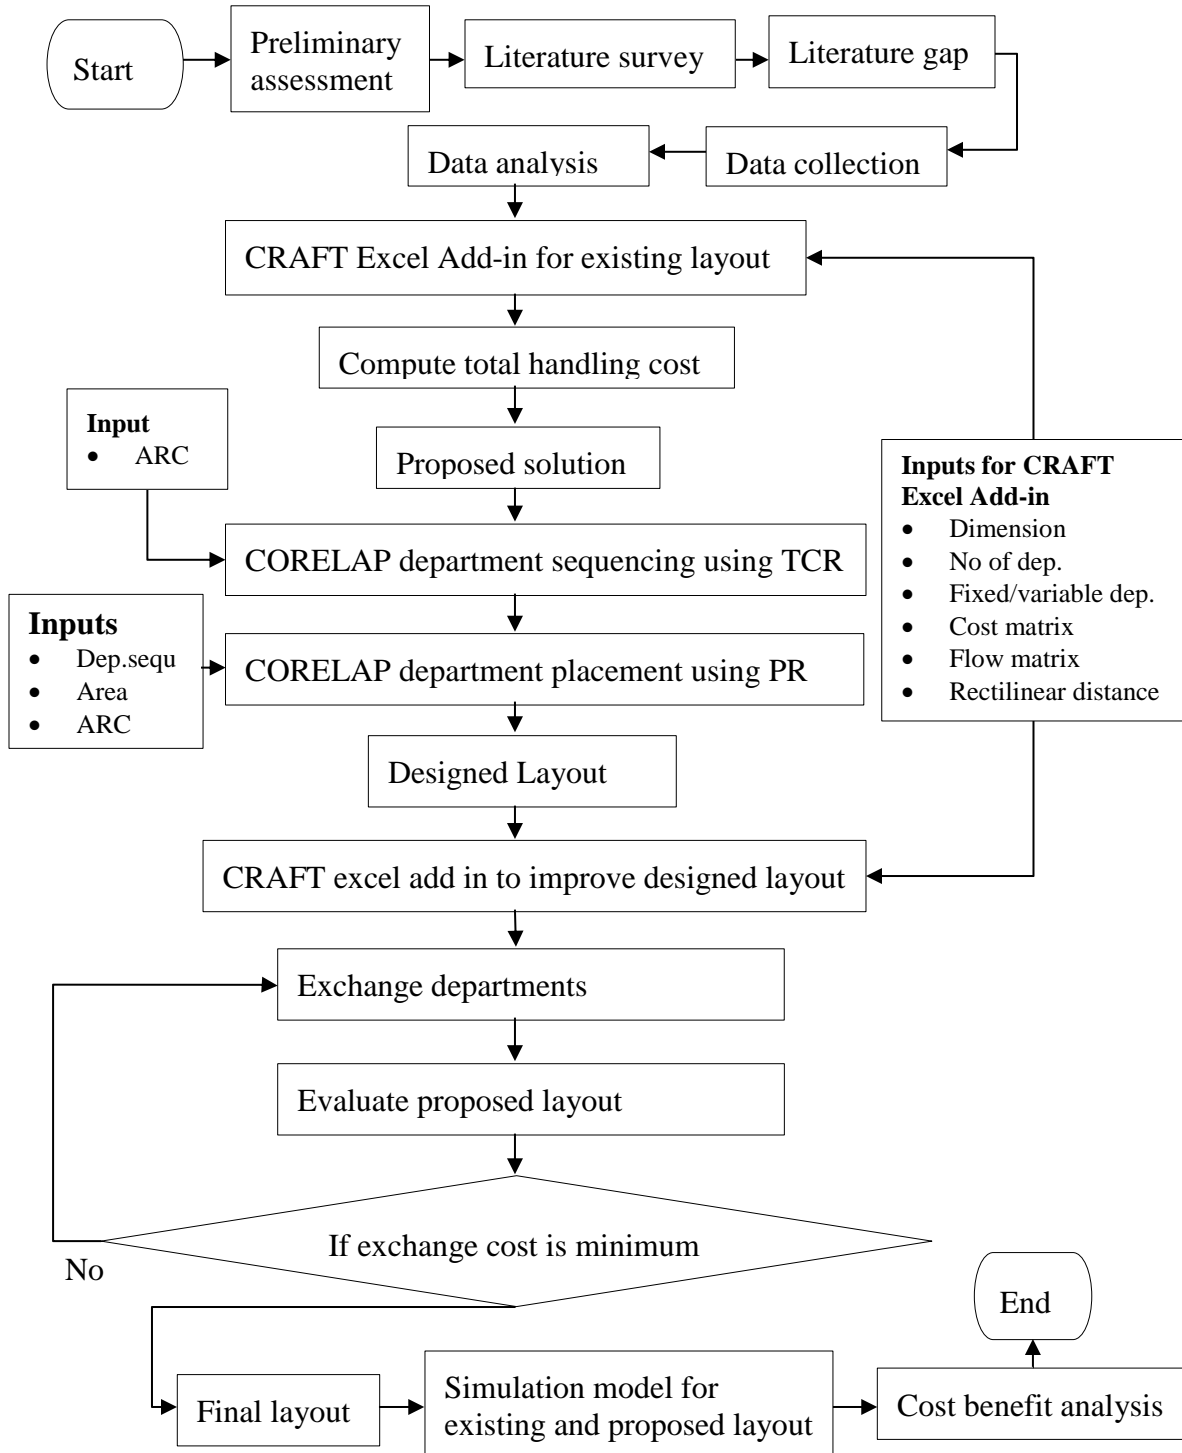 Start
Preliminary
assessment
Literature survey
Literature gap
Data collection
Data analysis
CRAFT Excel Add-in for existing layout
Compute total handling cost
Proposed solution
Input
• ARC
CORELAP department sequencing using TCR
Inputs
• Dep.sequ
• Area
• ARC
CORELAP department placement using PR
Inputs for CRAFT
Excel Add-in
• Dimension
• No of dep.
• Fixed/variable dep.
• Cost matrix
• Flow matrix
• Rectilinear distance
Designed Layout
CRAFT excel add in to improve designed layout
Exchange departments
Evaluate proposed layout
If exchange cost is minimum
No
Final layout
Simulation model for
existing and proposed layout
Cost benefit analysis
End